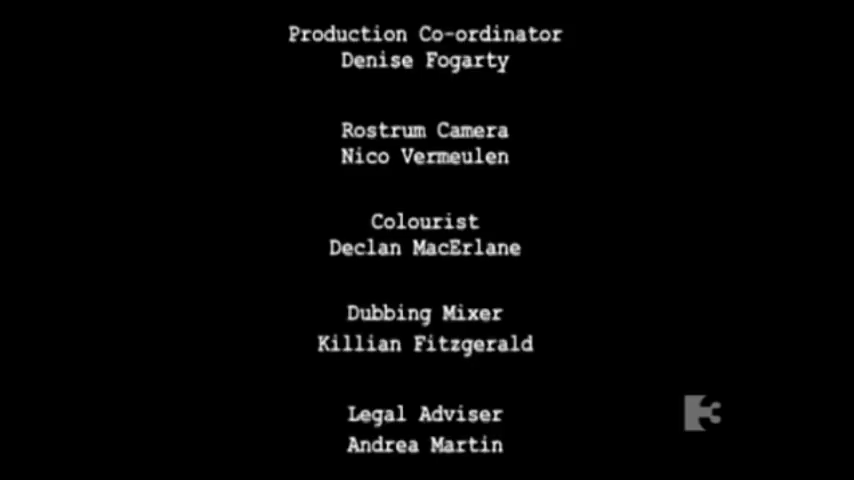 Production Co-ordinator
Denise Fogarty
Rostrum Camera
Nico Vermeulen
Colourist
Declan MacErlane
Dubbing Mixer
Killian Fitzgerald
Legal Adviser
Andrea Martin
3